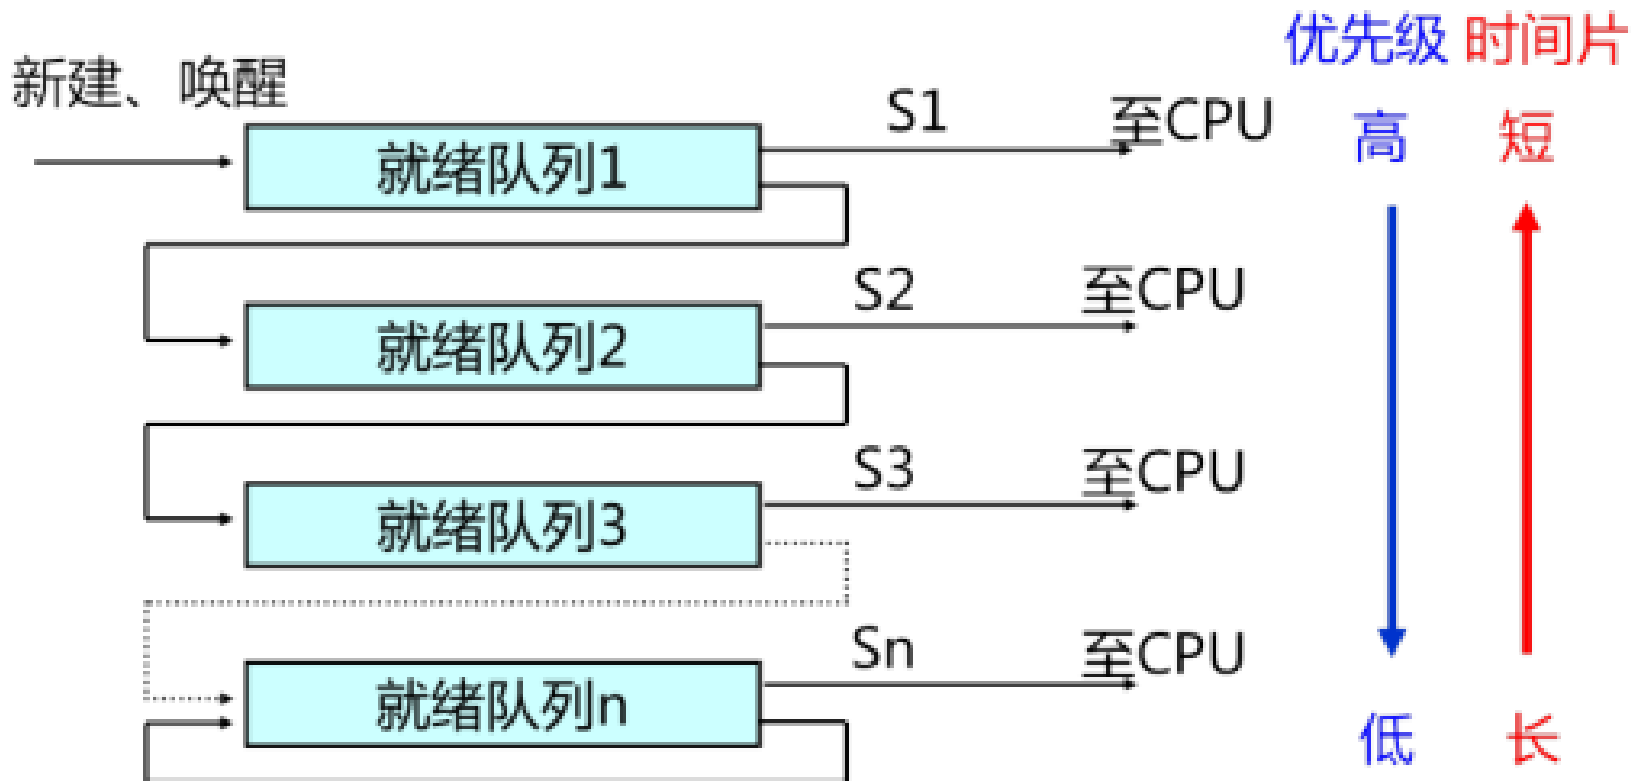 优先级 时间片
新建、唤醒
S1 至CPU
高 短
就绪队列1
S2 至CPU
就绪队列2
S3 至CPU
就绪队列3
Sn 至CPU
就绪队列n
低 长